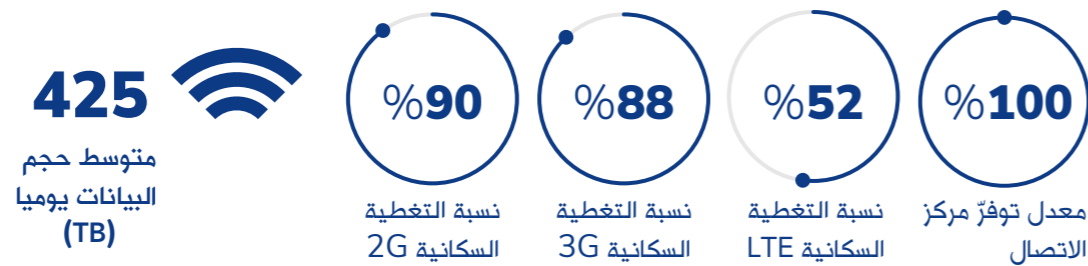 %100
معدل توفرّ مركز
الاتصال
%52
نسبة التغطية
السكانية LTE
%88
نسبة التغطية
السكانية 3G
%90
نسبة التغطية
السكانية 2G
425
متوسط حجم
البيانات يوميا
(TB)